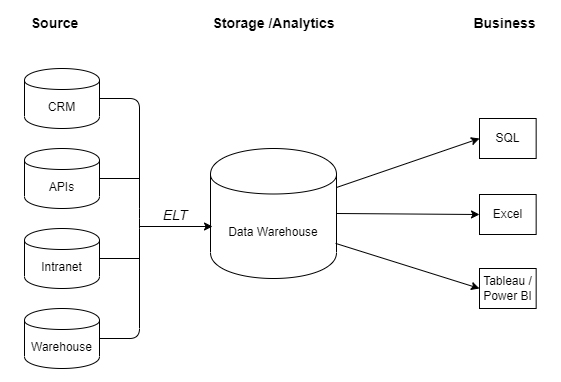 Source
Storage /Analytics
Business
CRM
APIs
Intranet
Warehouse
ELT
Data Warehouse
SQL
Excel
Tableau /
Power BI